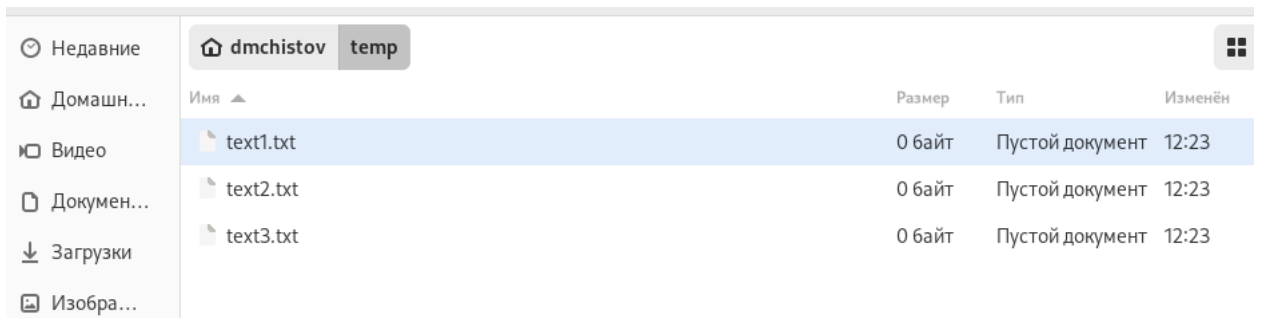 Недавние
Домашн...
Видео
Докумен...
Загрузки
Изобра...
dmchistov temp
Имя Размер Тип Изменён
text1.txt 0 байт Пустой документ 12:23
text2.txt 0 байт Пустой документ 12:23
text3.txt 0 байт Пустой документ 12:23